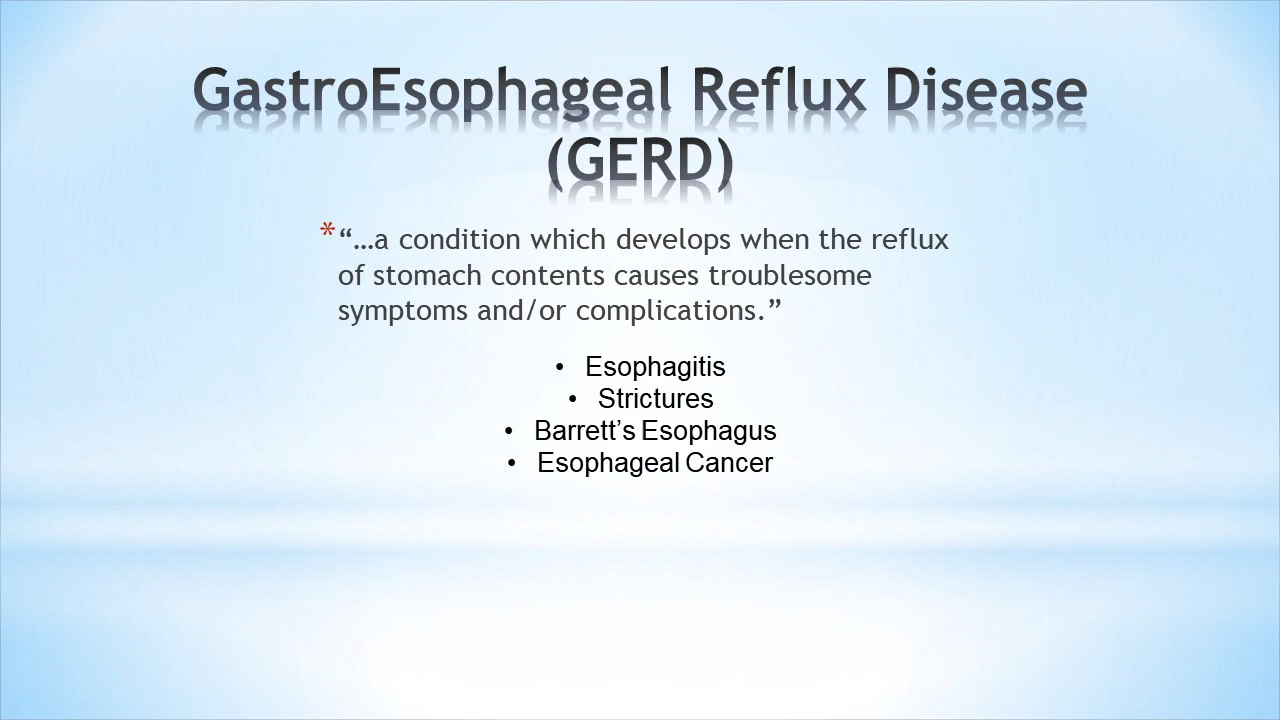 GastroEsophageal Reflux Disease
(GERD)
* “…a condition which develops when the reflux
of stomach contents causes troublesome
symptoms and/or complications.”
• Esophagitis
• Strictures
• Barrett’s Esophagus
• Esophageal Cancer